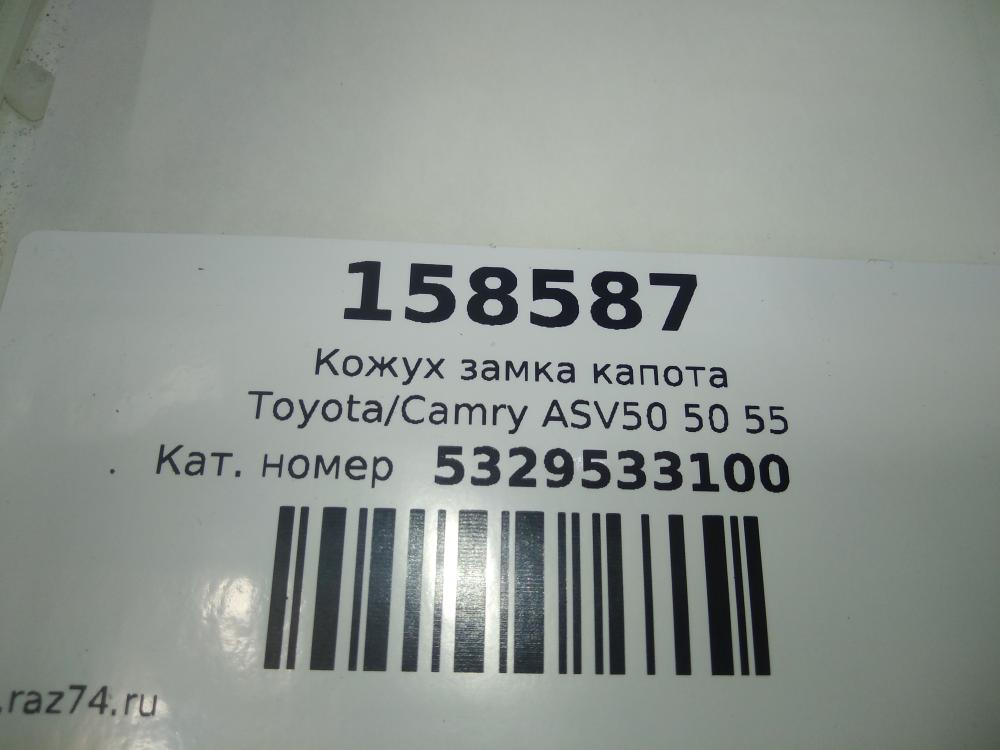 158587
Кожух замка капота
Toyota/Camry ASV50 50 55
. Кат. номер 5329533100
.raz74.ru